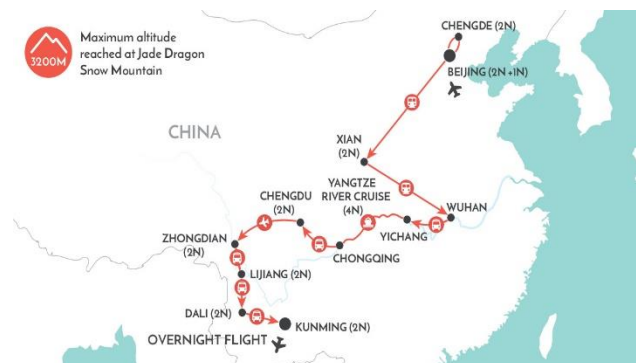 Maximum altitude
reached at Jade Dragon
Snow Mountain
3200M
CHENGDE (2N)
BEIJING (2N +1N)
CHINA
XIAN
(2N)
YANGTZE
RIVER CRUISE
(4N)
WUHAN
CHENGDU
(2N)
YICHANG
ZHONGDIAN
(2N)
CHONGQING
LIJIANG (2N)
DALI (2N)
KUNMING (2N)
OVERNIGHT FLIGHT